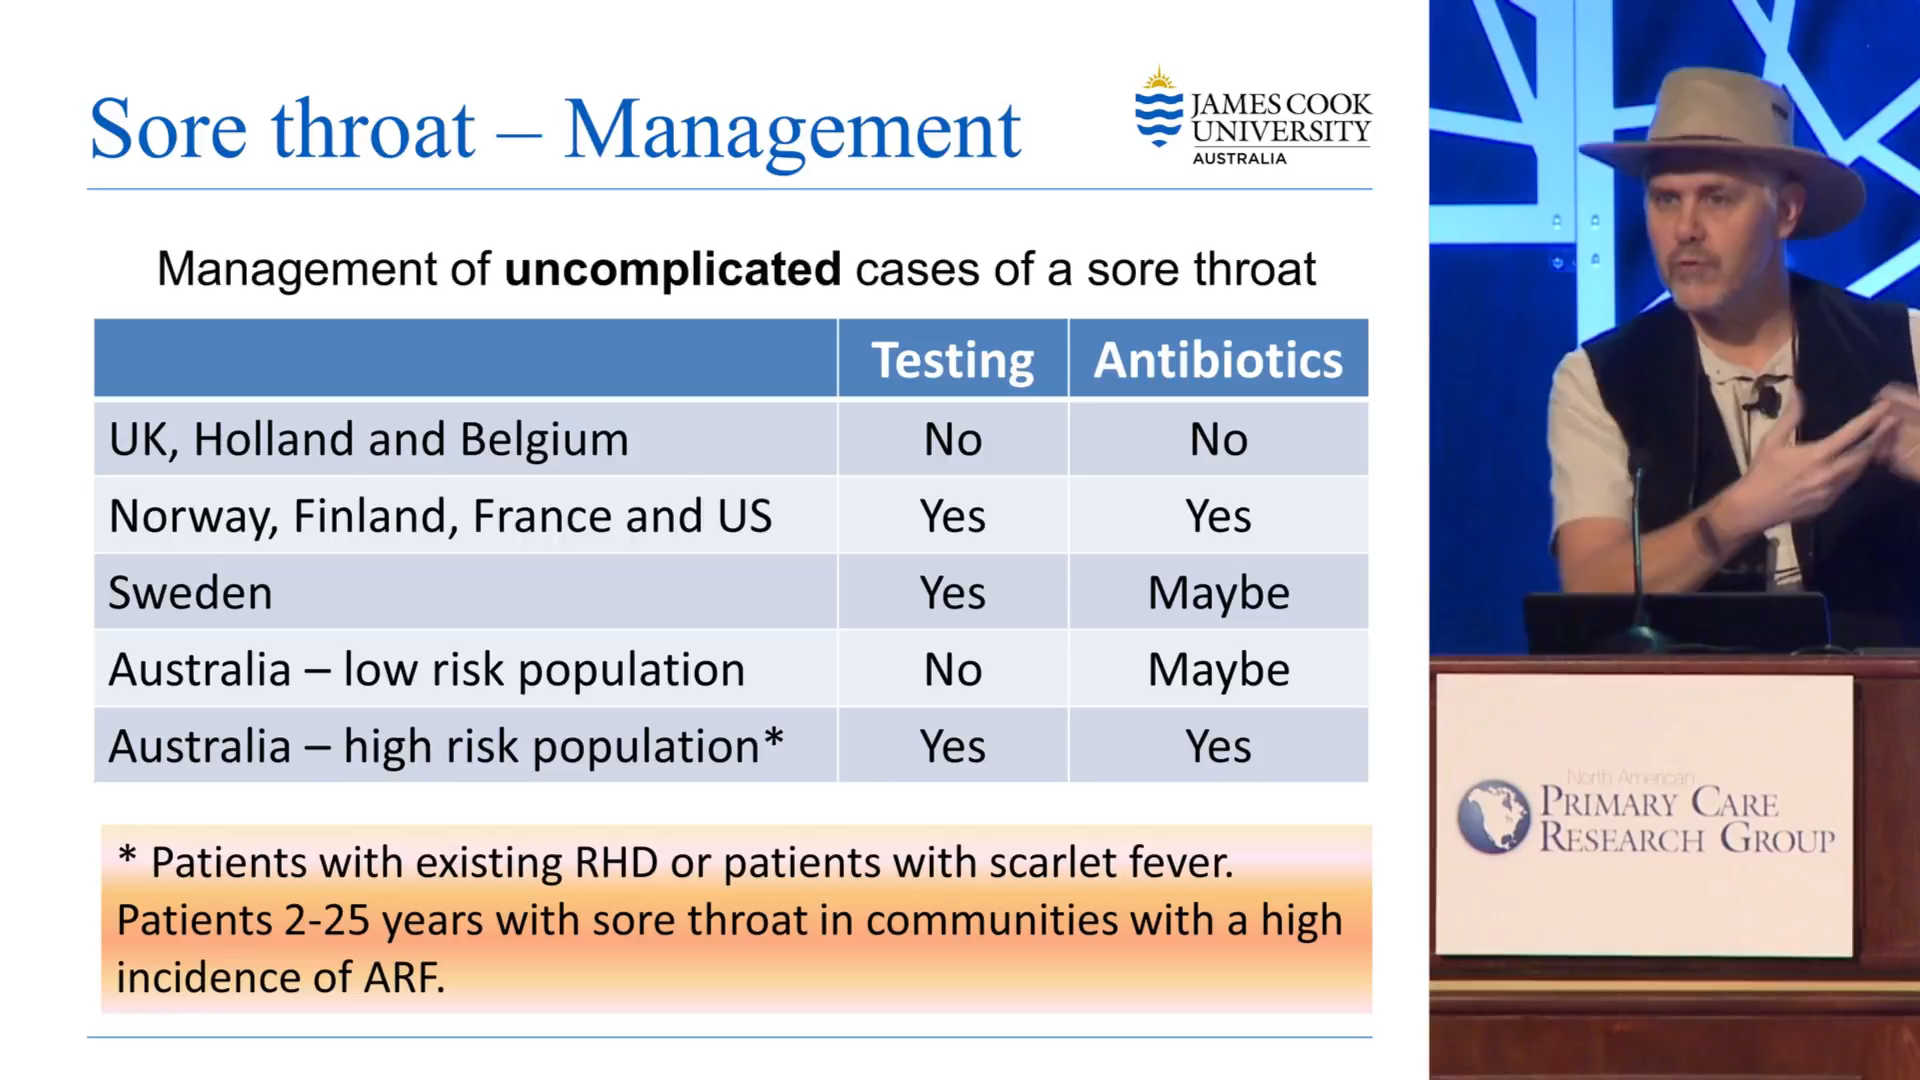 Sore throat – Management
JAMES COOK
UNIVERSITY
AUSTRALIA
Management of uncomplicated cases of a sore throat
Testing Antibiotics
UK, Holland and Belgium No No
Norway, Finland, France and US Yes Yes
Sweden Yes Maybe
Australia – low risk population No Maybe
Australia – high risk population* Yes Yes
* Patients with existing RHD or patients with scarlet fever.
Patients 2-25 years with sore throat in communities with a high
incidence of ARF.
North American
PRIMARY CARE
RESEARCH GROUP